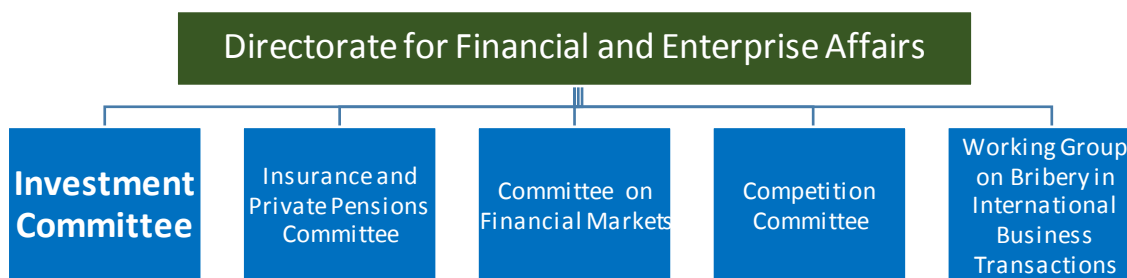 Directorate for Financial and Enterprise Affairs
Investment
Committee
Insurance and
Private Pensions
Committee
Committee on
Financial Markets
Competition
Committee
Working Group
on Bribery in
International
Business
Transactions